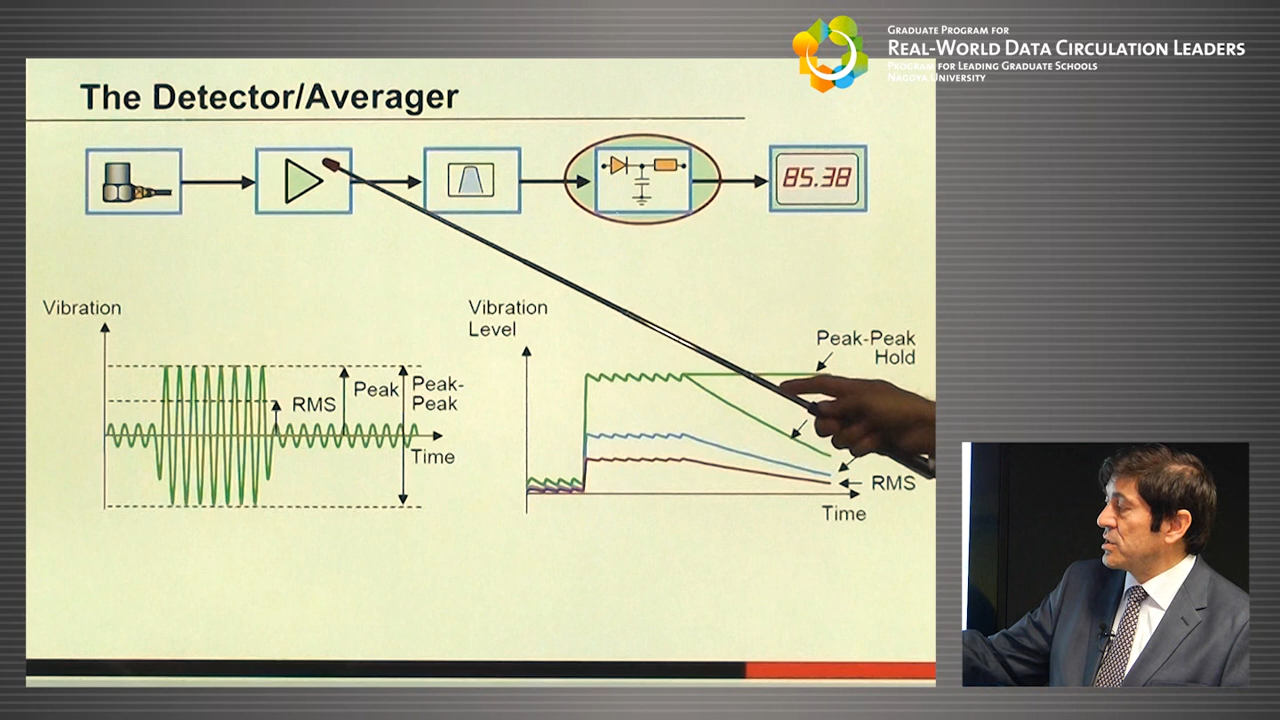 GRADUATE PROGRAM FOR
REAL-WORLD DATA CIRCULATION LEADERS
PROGRAM FOR LEADING GRADUATE SCHOOLS
NAGOYA UNIVERSITY
The Detector/Averager
85.38
Vibration
RMS
Peak
Peak-
Peak
Time
Vibration
Level
Peak-Peak
Hold
RMS
Time